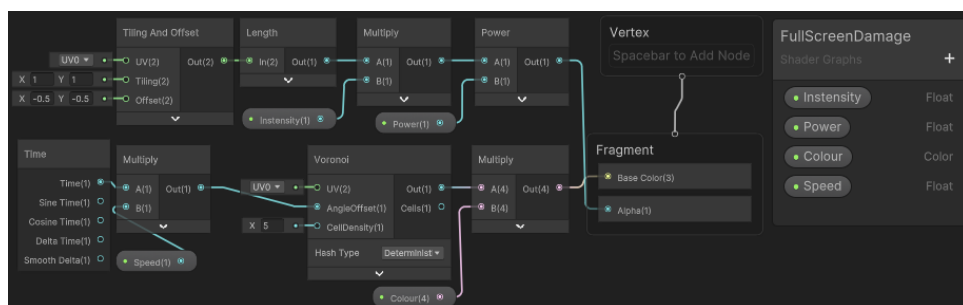 Tiling And Offset
UV0
UV(2)
Out(2)
X 1 Y 1
Tiling(2)
X -0.5 Y -0.5
Offset(2)
Length
In(2) Out(1)
Multiply
A(1) Out(1)
B(1)
Instensity(1)
Power
A(1) Out(1)
B(1)
Power(1)
Vertex
Spacebar to Add Node
Fragment
Base Color(3)
Alpha(1)
Time
Time(1)
Sine Time(1)
Cosine Time(1)
Delta Time(1)
Smooth Delta(1)
Multiply
A(1) Out(1)
B(1)
Speed(1)
Voronoi
UV0
UV(2) Out(1)
AngleOffset(1) Cells(1)
X 5
CellDensity(1)
Hash Type Determinist
Multiply
A(4) Out(4)
B(4)
Colour(4)
FullScreenDamage
Shader Graphs
+
Instensity Float
Power Float
Colour Color
Speed Float